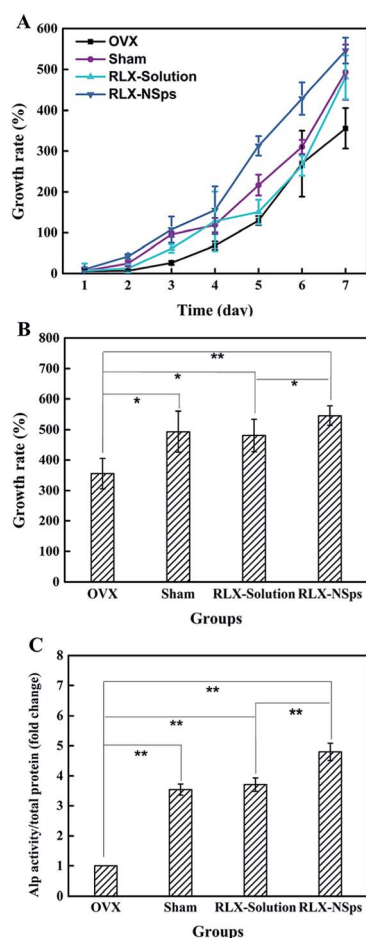 A
600
500
400
300
200
100
0
Growth rate (%)
OVX
Sham
RLX-Solution
RLX-NSps
1 2 3 4 5 6 7
Time (day)
B
800
700
600
500
400
300
200
100
0
Growth rate (%)
**
*
*
*
OVX Sham RLX-Solution RLX-NSps
Groups
C
8
7
6
5
4
3
2
1
0
Alp activity/total protein (fold change)
**
**
**
**
OVX Sham RLX-Solution RLX-NSps
Groups